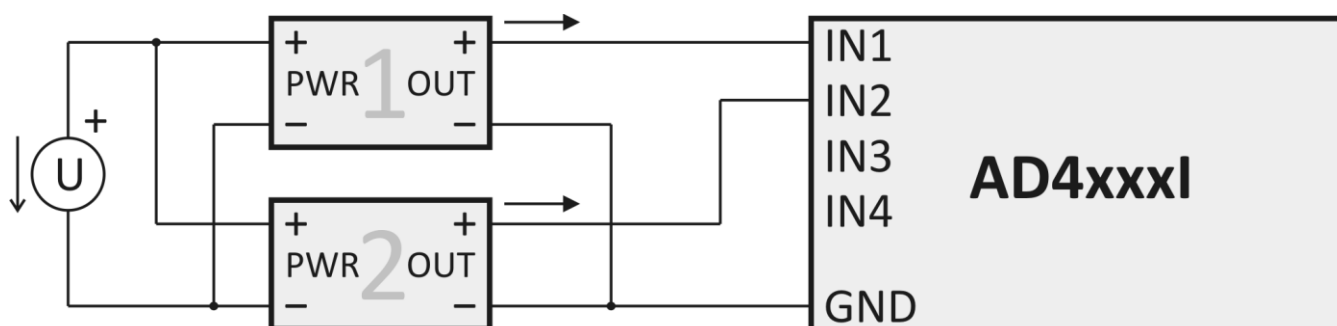 + + IN1
PWR 1 OUT
+ IN2
− −
U IN3
AD4xxxI
IN4
+ +
PWR 2 OUT
− − GND